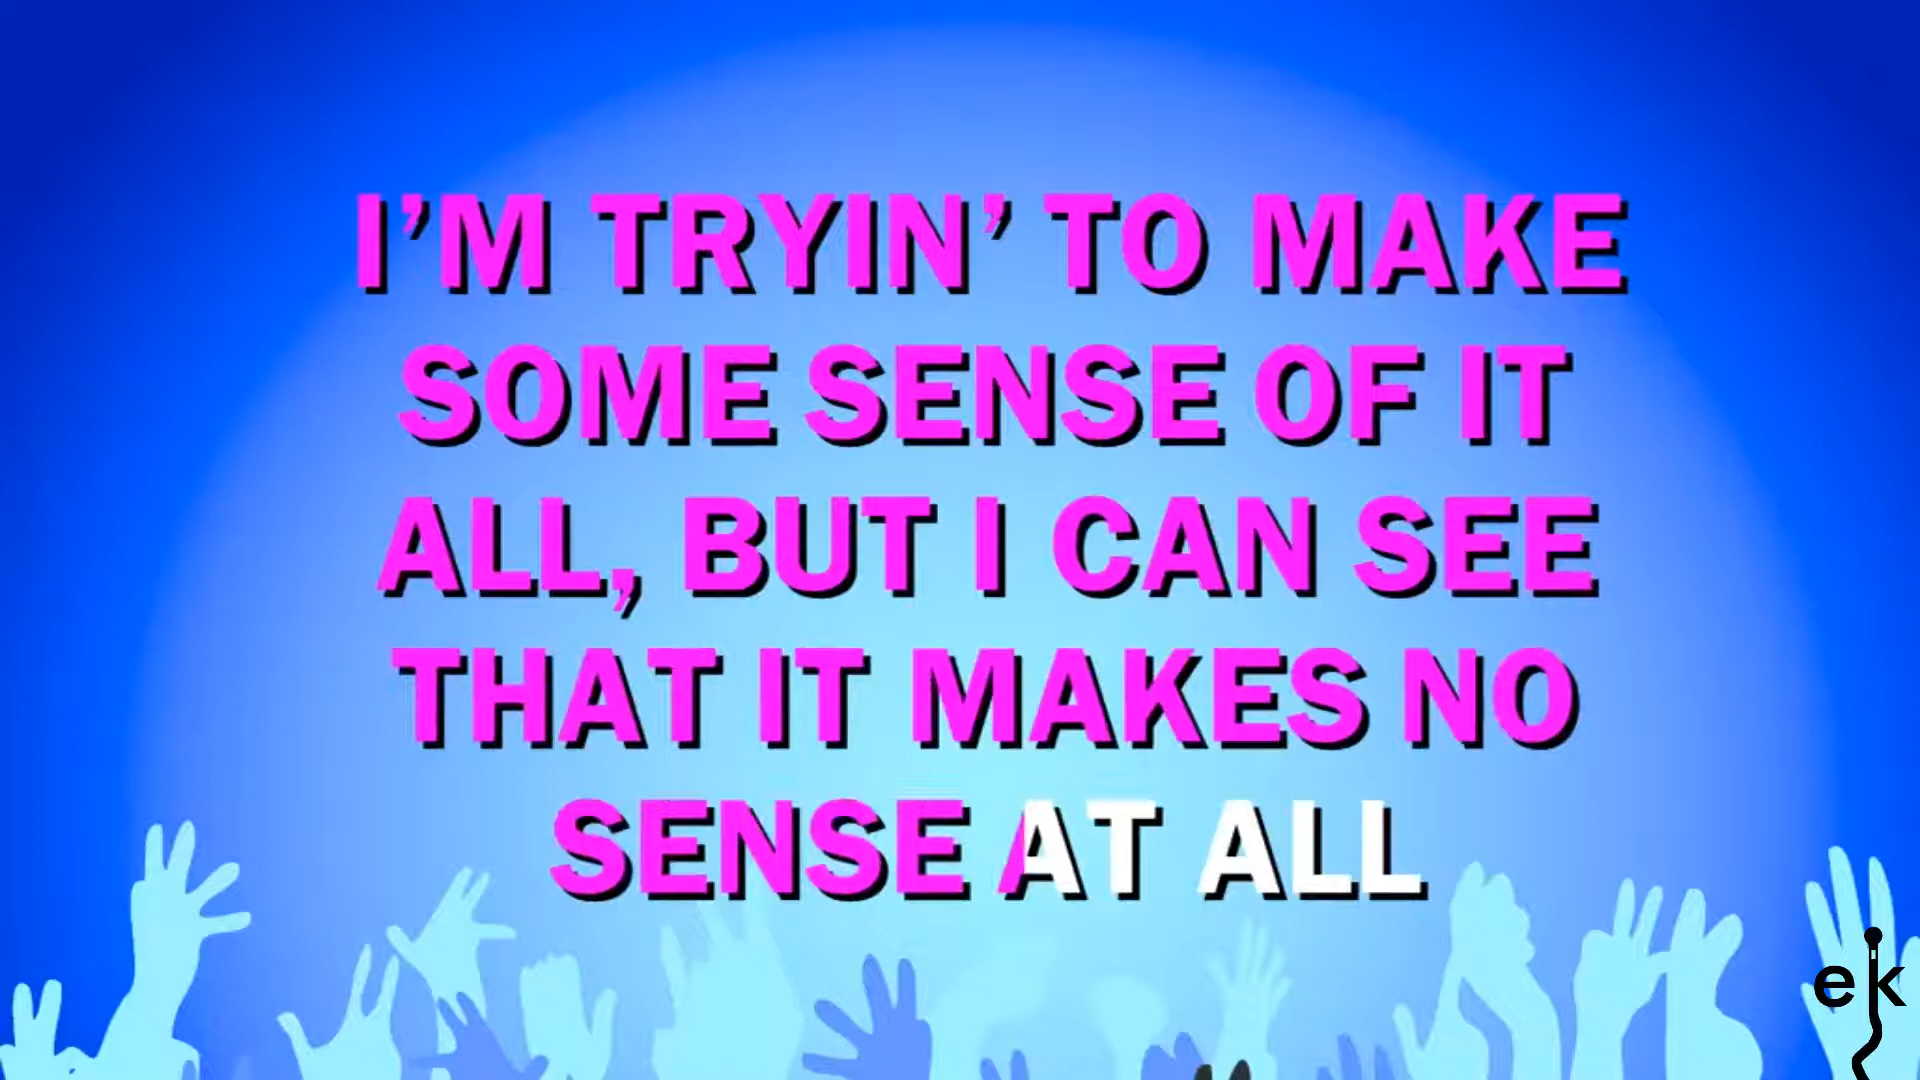 I’M TRYIN’ TO MAKE
SOME SENSE OF IT
ALL, BUT I CAN SEE
THAT IT MAKES NO
SENSE AT ALL
ek